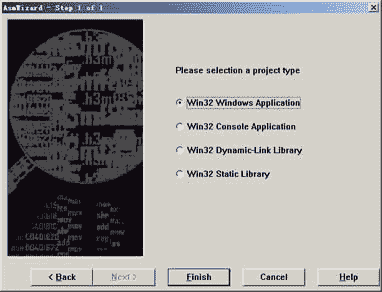 AsmWizard - Step 1 of 1
Please selection a project type
Win32 Windows Application
Win32 Console Application
Win32 Dynamic-Link Library
Win32 Static Library
< Back Next > Finish Cancel Help